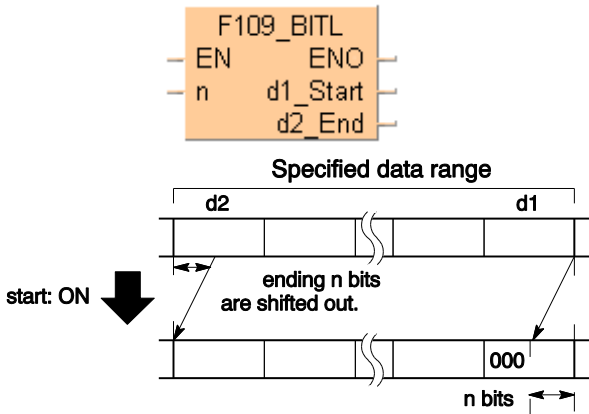 F109_BITL
EN ENO
n d1_Start
d2_End
Specified data range
d2 d1
ending n bits
start: ON are shifted out.
000
n bits